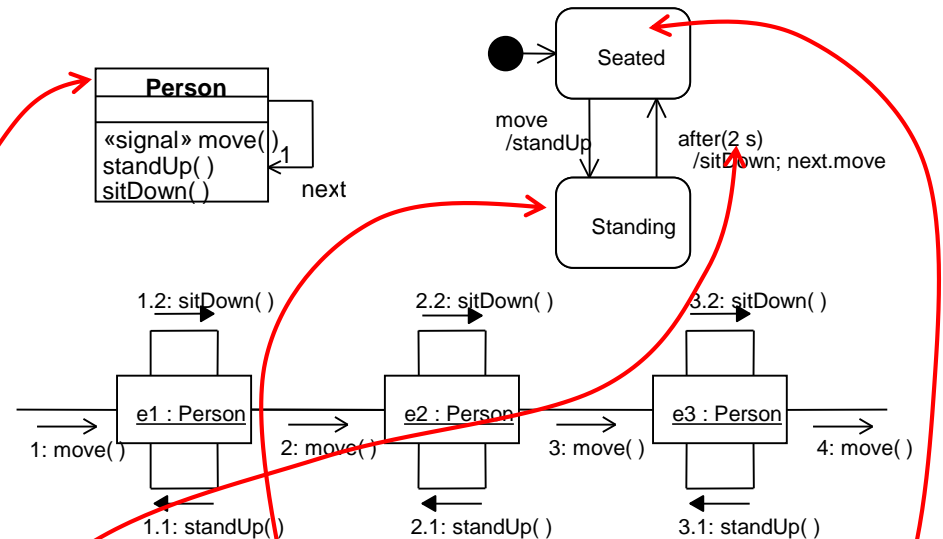 Person
«signal» move( )
standUp( )
sitDown( )
1
next
Seated
move
/standUp
after(2 s)
/sitDown; next.move
Standing
1.2: sitDown( )
2.2: sitDown( )
3.2: sitDown( )
e1 : Person
e2 : Person
e3 : Person
1: move( )
2: move( )
3: move( )
4: move( )
1.1: standUp( )
2.1: standUp( )
3.1: standUp( )